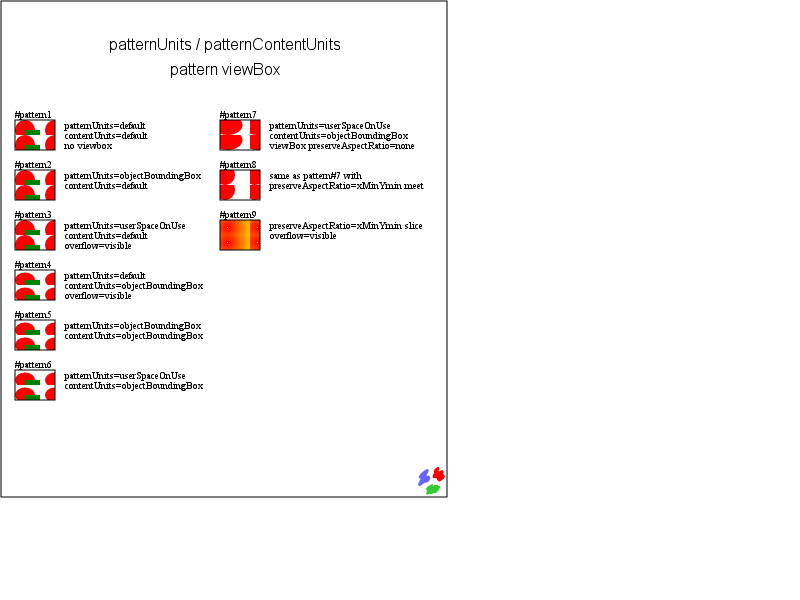 patternUnits / patternContentUnits
pattern viewBox
#pattern1
patternUnits=default
contentUnits=default
no viewbox
#pattern2
patternUnits=objectBoundingBox
contentUnits=default
#pattern3
patternUnits=userSpaceOnUse
contentUnits=default
overflow=visible
#pattern4
patternUnits=default
contentUnits=objectBoundingBox
overflow=visible
#pattern5
patternUnits=objectBoundingBox
contentUnits=objectBoundingBox
#pattern6
patternUnits=userSpaceOnUse
contentUnits=objectBoundingBox
#pattern7
patternUnits=userSpaceOnUse
contentUnits=objectBoundingBox
viewBox preserveAspectRatio=none
#pattern8
same as pattern#7 with
preserveAspectRatio=xMinYmin meet
#pattern9
preserveAspectRatio=xMinYmin slice
overflow=visible